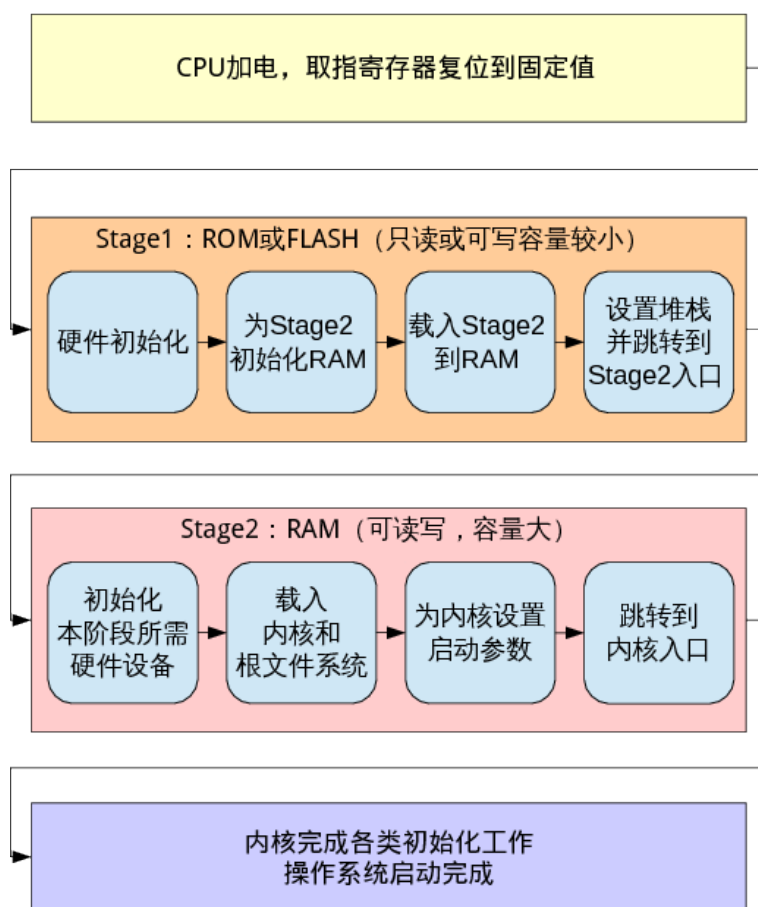 CPU加电，取指寄存器复位到固定值
Stage1：ROM或FLASH（只读或可写容量较小）
硬件初始化
为Stage2
初始化RAM
载入Stage2
到RAM
设置堆栈
并跳转到
Stage2入口
Stage2：RAM（可读写，容量大）
初始化
本阶段所需
硬件设备
载入
内核和
根文件系统
为内核设置
启动参数
跳转到
内核入口
内核完成各类初始化工作
操作系统启动完成